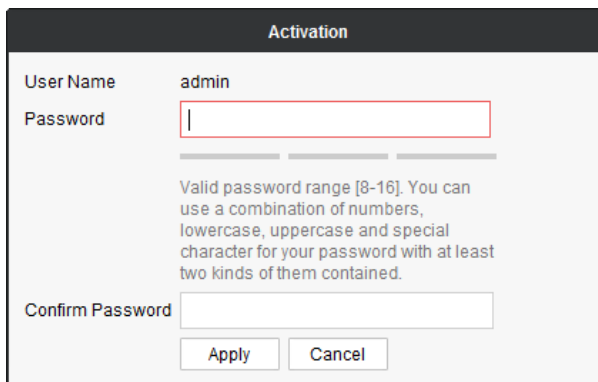 Activation
User Name admin
Password
Valid password range [8-16]. You can
use a combination of numbers,
lowercase, uppercase and special
character for your password with at least
two kinds of them contained.
Confirm Password
Apply Cancel